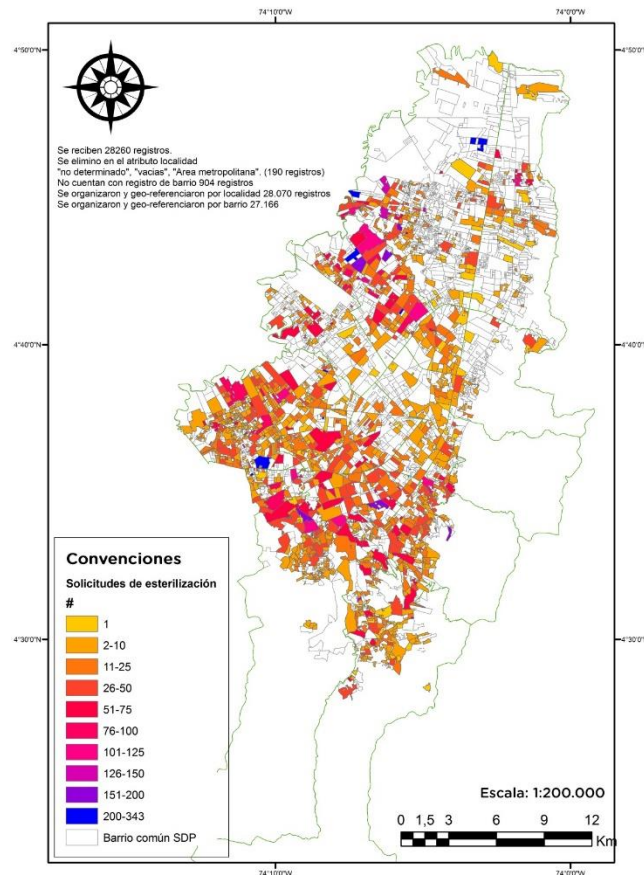 74°10'0"W
74°0'0"W
4°50'0"N
4°50'0"N
Se reciben 28260 registros.
Se elimino en el atributo localidad
"no determinado", "vacias", "Area metropolitana". (190 registros)
No cuentan con registro de barrio 904 registros
Se organizaron y geo-referenciaron por localidad 28.070 registros
Se organizaron y geo-referenciaron por barrio 27.166
4°40'0"N
4°40'0"N
Convenciones
Solicitudes de esterilización
#
1
2-10
11-25
26-50
51-75
76-100
101-125
126-150
151-200
200-343
Barrio común SDP
4°30'0"N
4°30'0"N
Escala: 1:200.000
0 1,5 3 6 9 12
Km
74°10'0"W
74°0'0"W